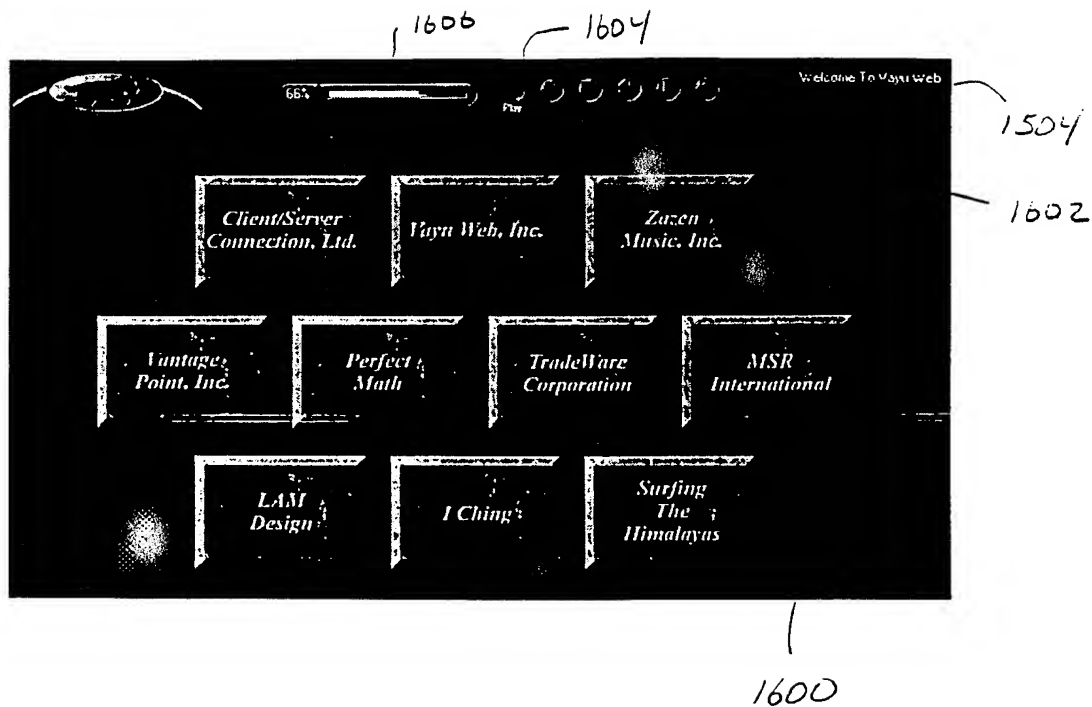 1606
1604
66%
Play
Welcome To Vayu Web
1504
1602
Client/Server
Connection, Ltd.
Vayu Web, Inc.
Zazen
Music, Inc.
Vantage
Point, Inc.
Perfect
Math
TradeWare
Corporation
MSR
International
LAM
Design
I Ching
Surfing
The
Himalayas
1600